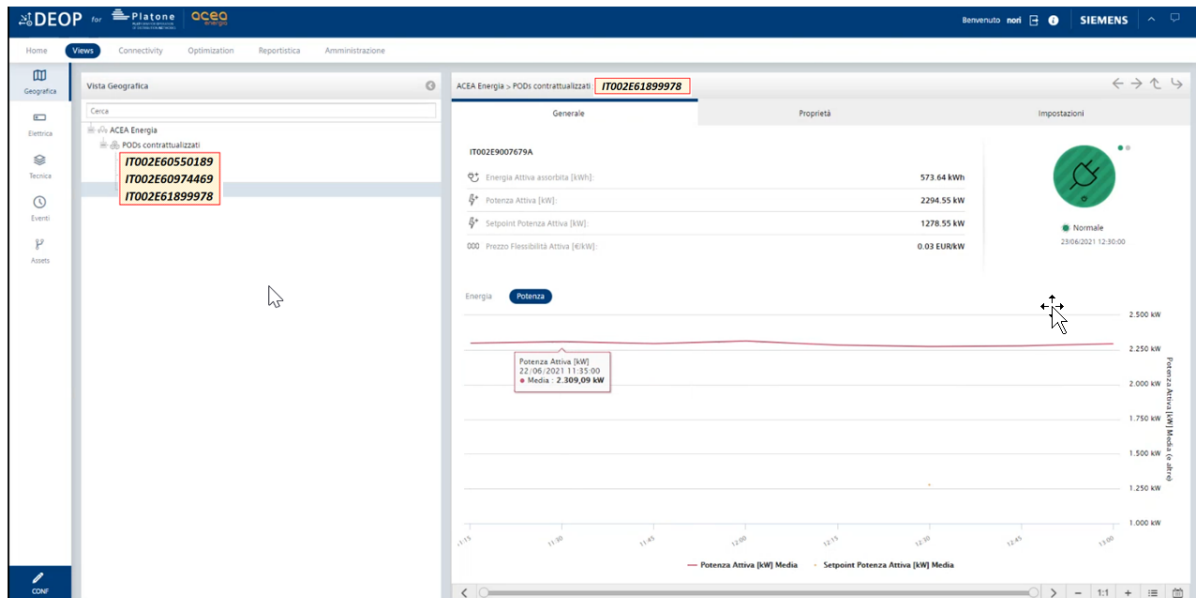 DEOP for Platone acea energia
Benvenuto nori SIEMENS
Home Views Connectivity Optimization Reportistica Amministrazione
Geografica
Elettrica
Tecnica
Eventi
Assets
CONF
Vista Geografica
Cerca
ACEA Energia
PODs contrattualizzati
IT002E60550189
IT002E60974469
IT002E61899978
ACEA Energia > PODs contrattualizzati IT002E61899978
Generale Proprietà Impostazioni
IT002E9007679A
Energia Attiva assorbita [kWh]: 573.64 kWh
Potenza Attiva [kW]: 2294.55 kW
Setpoint Potenza Attiva [kW]: 1278.55 kW
Prezzo Flessibilità Attiva [€/kW]: 0.03 EUR/kW
Normale
23/06/2021 12:30:00
Energia Potenza
2.500 kW
2.250 kW
2.000 kW
1.750 kW
1.500 kW
1.250 kW
1.000 kW
Potenza Attiva [kW] Media (e altre)
Potenza Attiva [kW]
22/06/2021 11:35:00
Media : 2.309,09 kW
11:15 11:30 11:45 12:00 12:15 12:30 12:45 13:00
Potenza Attiva [kW] Media Setpoint Potenza Attiva [kW] Media
1:1